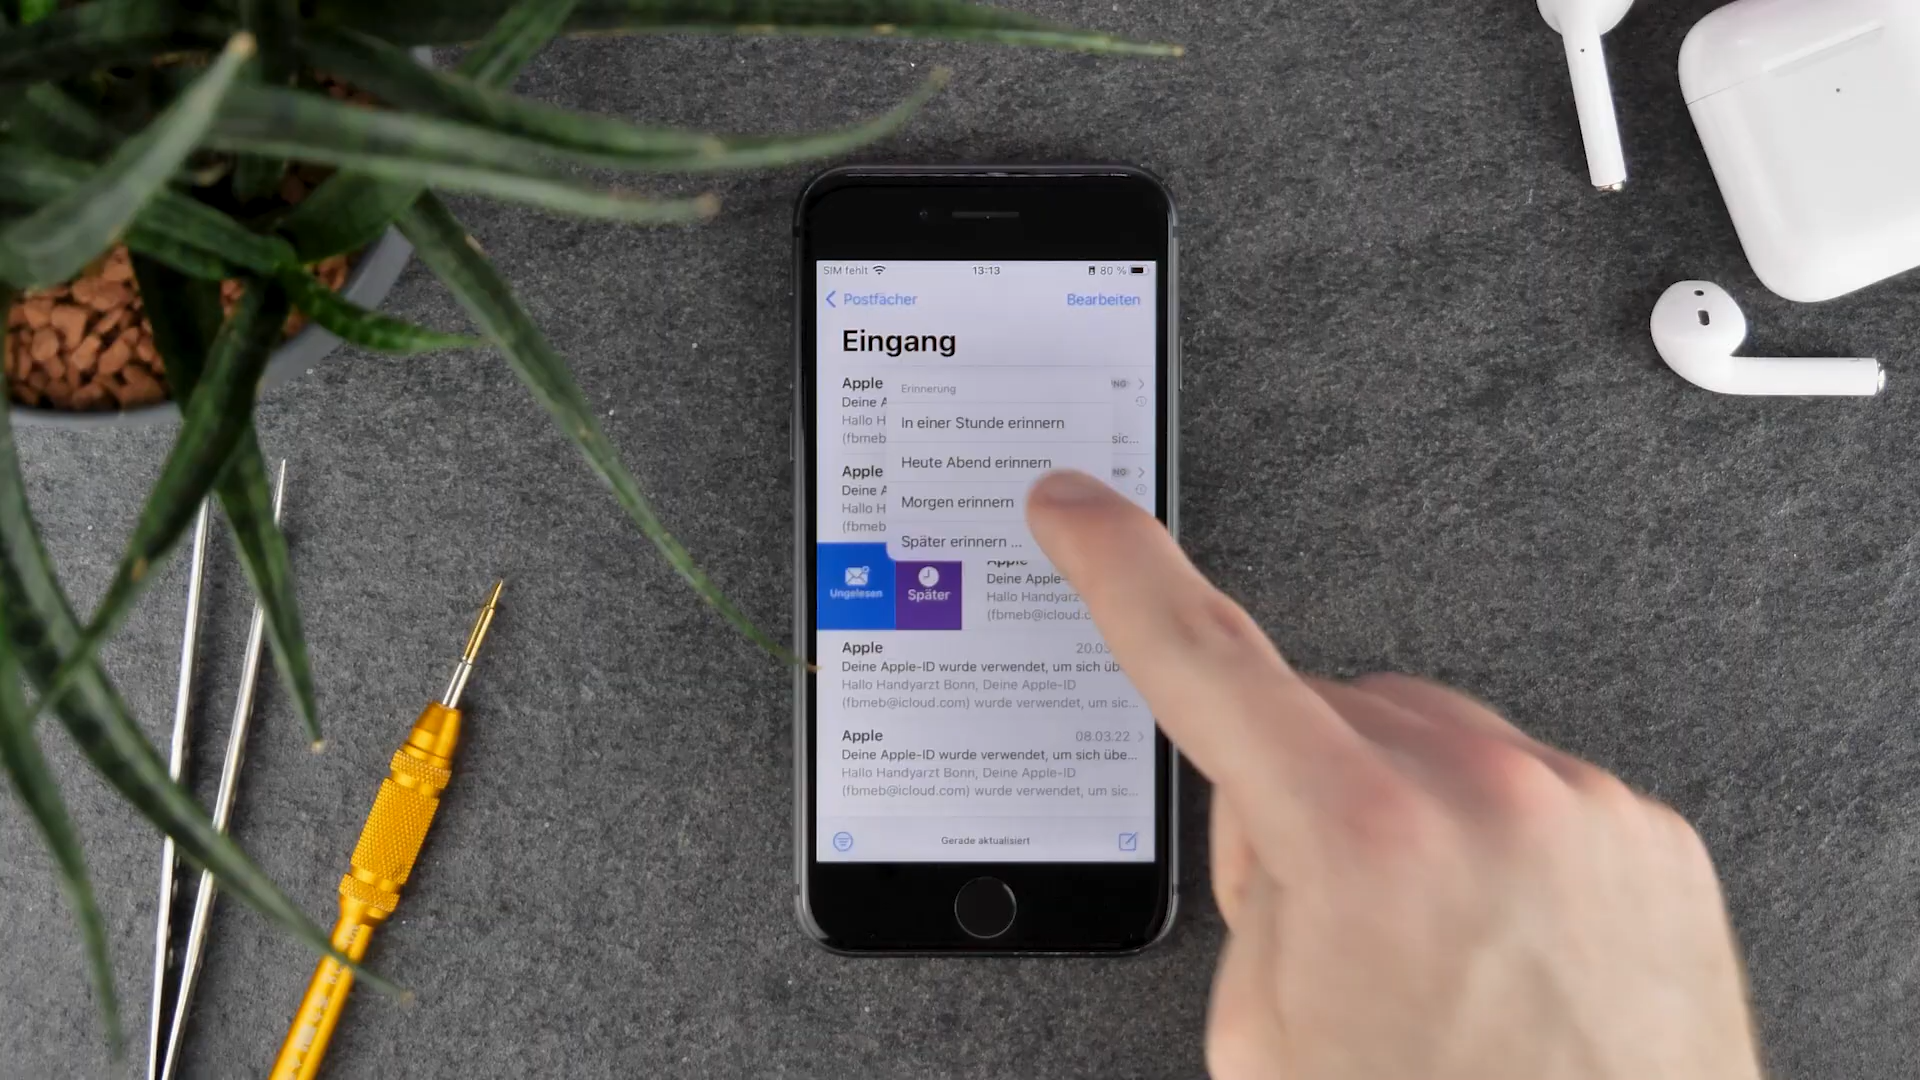 SIM fehlt
13:13
80 %
Postfächer
Bearbeiten
Eingang
Apple
Deine A
Hallo H
(fbmeb
sic...
Erinnerung
In einer Stunde erinnern
Heute Abend erinnern
Morgen erinnern
Später erinnern ...
Apple
Deine A
Hallo H
(fbmeb
Ungelesen
Später
Apple
Deine Apple-
Hallo Handyarz
(fbmeb@icloud.c
Apple
20.03
Deine Apple-ID wurde verwendet, um sich üb
Hallo Handyarzt Bonn, Deine Apple-ID
(fbmeb@icloud.com) wurde verwendet, um sic...
Apple
08.03.22
Deine Apple-ID wurde verwendet, um sich übe...
Hallo Handyarzt Bonn, Deine Apple-ID
(fbmeb@icloud.com) wurde verwendet, um sic...
Gerade aktualisiert